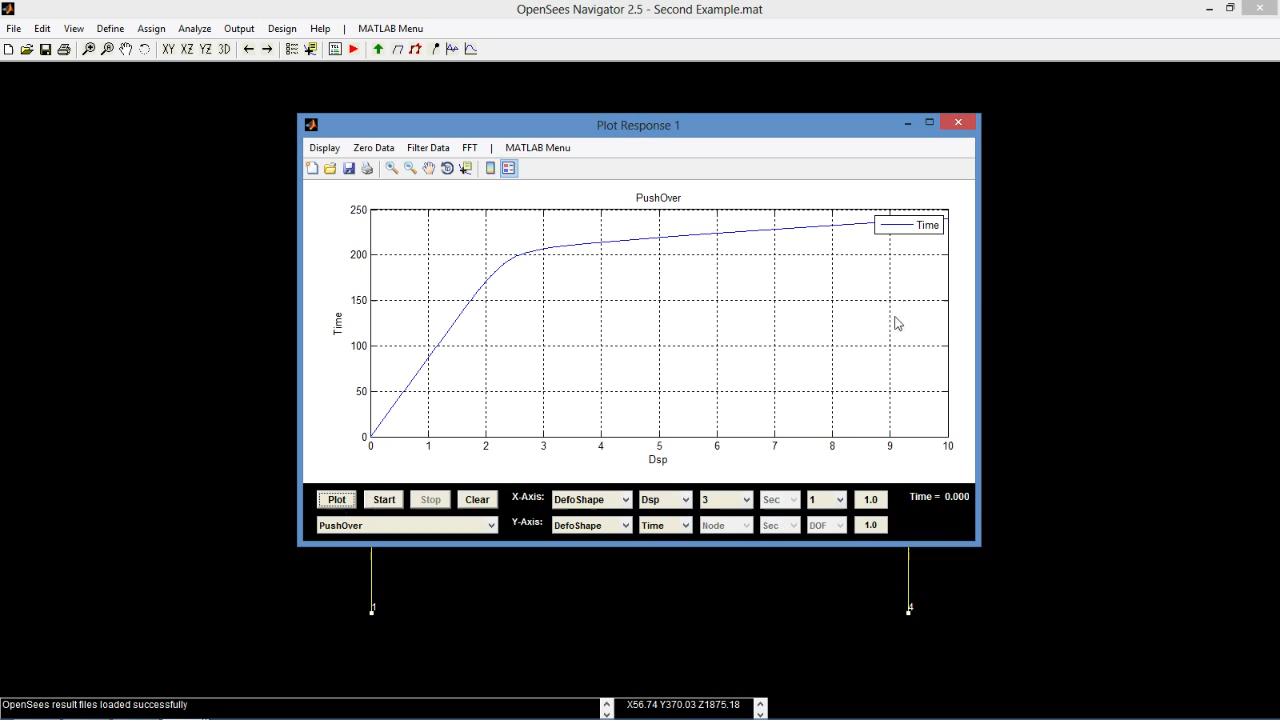 OpenSees Navigator 2.5 - Second Example.mat
File Edit View Define Assign Analyze Output Design Help | MATLAB Menu
XY XZ YZ 3D TCL
Plot Response 1
Display Zero Data Filter Data FFT | MATLAB Menu
PushOver
250
200
150
100
50
0
Time
Time
0 1 2 3 4 5 6 7 8 9 10
Dsp
Plot Start Stop Clear X-Axis: DefoShape Dsp 3 Sec 1 1.0 Time = 0.000
PushOver Y-Axis: DefoShape Time Node Sec DOF 1.0
1 4
OpenSees result files loaded successfully X56.74 Y370.03 Z1875.18